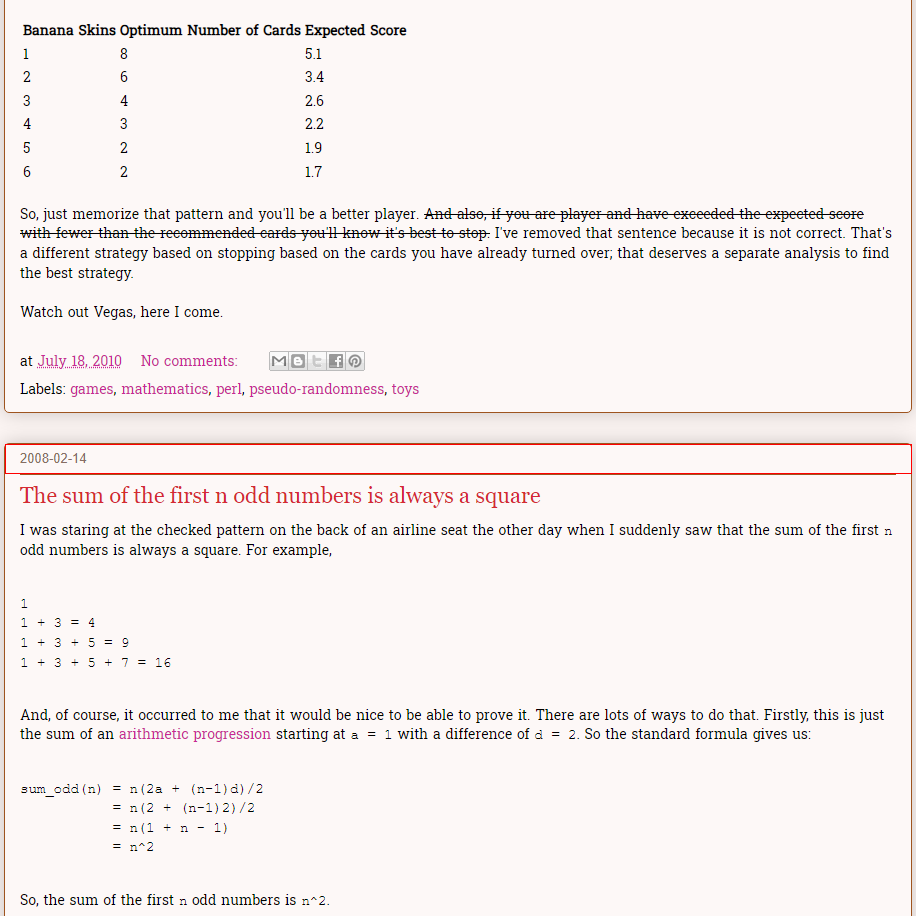 Banana Skins Optimum Number of Cards Expected Score
1 8 5.1
2 6 3.4
3 4 2.6
4 3 2.2
5 2 1.9
6 2 1.7
So, just memorize that pattern and you'll be a better player. And also, if you are player and have exceeded the expected score
with fewer than the recommended cards you'll know it's best to stop. I've removed that sentence because it is not correct. That's
a different strategy based on stopping based on the cards you have already turned over; that deserves a separate analysis to find
the best strategy.
Watch out Vegas, here I come.
at July 18, 2010 No comments:
Labels: games, mathematics, perl, pseudo-randomness, toys
2008-02-14
The sum of the first n odd numbers is always a square
I was staring at the checked pattern on the back of an airline seat the other day when I suddenly saw that the sum of the first n
odd numbers is always a square. For example,
1
1 + 3 = 4
1 + 3 + 5 = 9
1 + 3 + 5 + 7 = 16
And, of course, it occurred to me that it would be nice to be able to prove it. There are lots of ways to do that. Firstly, this is just
the sum of an arithmetic progression starting at a = 1 with a difference of d = 2. So the standard formula gives us:
sum_odd(n) = n(2a + (n-1)d)/2
= n(2 + (n-1)2)/2
= n(1 + n - 1)
= n^2
So, the sum of the first n odd numbers is n^2.